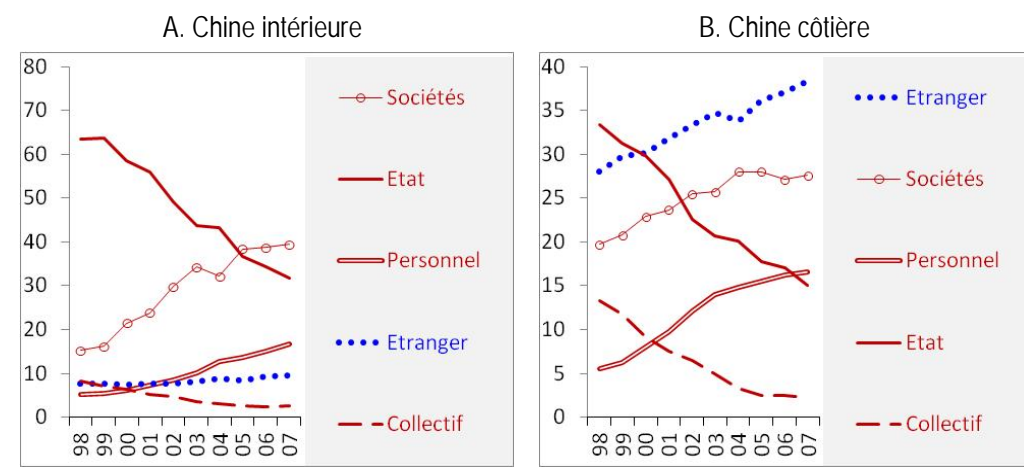 A. Chine intérieure
80
70
60
50
40
30
20
10
0
98 99 00 01 02 03 04 05 06 07
Sociétés
Etat
Personnel
Etranger
Collectif
B. Chine côtière
40
35
30
25
20
15
10
5
0
98 99 00 01 02 03 04 05 06 07
Etranger
Sociétés
Personnel
Etat
Collectif